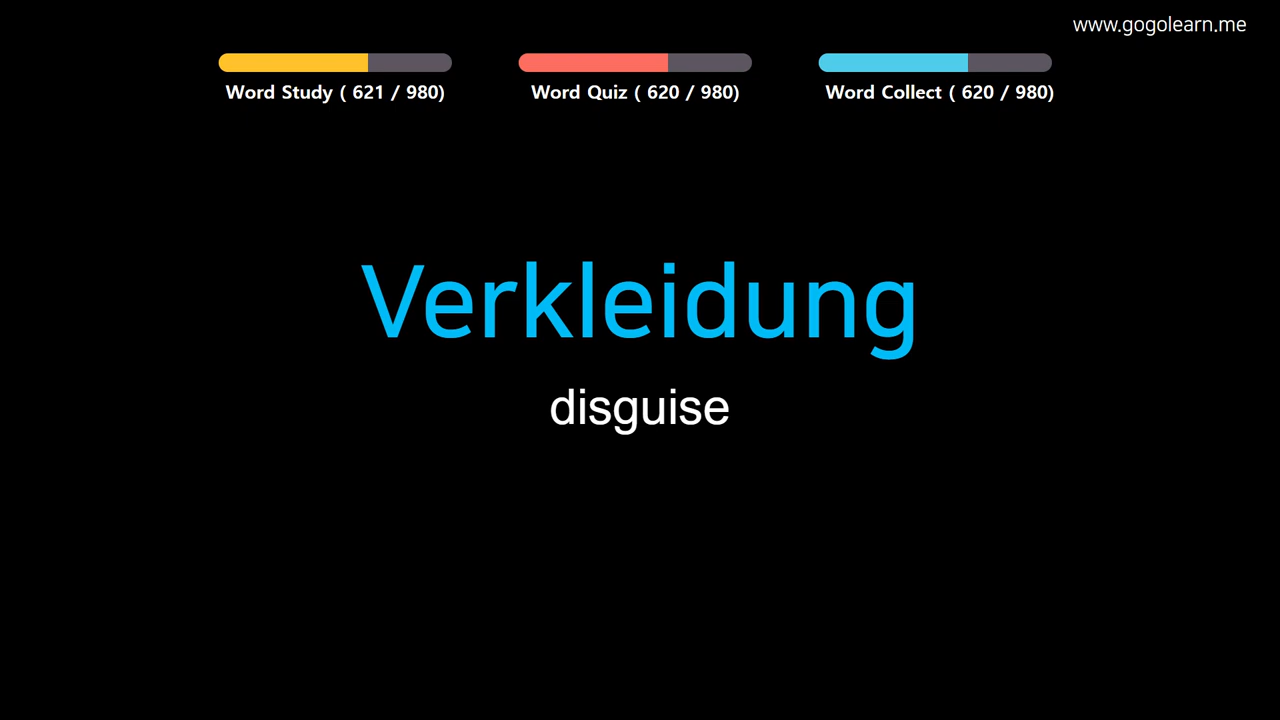 www.gogolearn.me
Word Study ( 621 / 980)
Word Quiz ( 620 / 980)
Word Collect ( 620 / 980)
Verkleidung
disguise